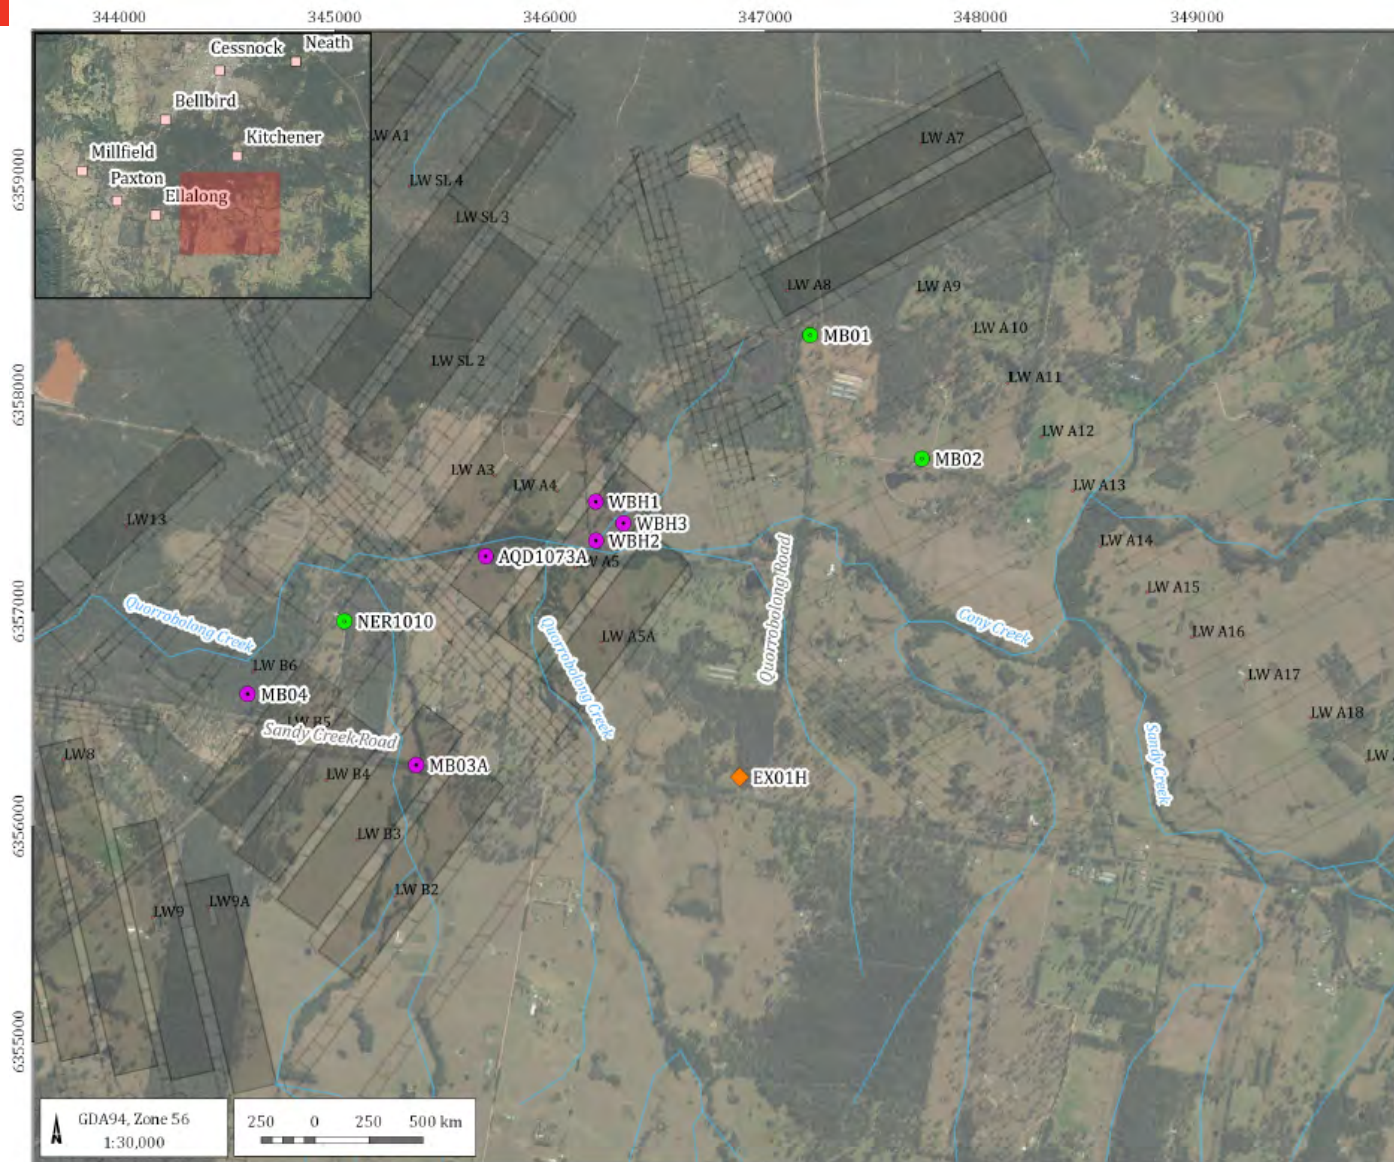 344000 345000 346000 347000 348000 349000
6359000
6358000
6357000
6356000
6355000
Cessnock
Neath
Bellbird
Kitchener
Millfield
Paxton
Ellalong
LW A1
LW SL 4
LW SL 3
LW SL 2
LW A7
LW A8
LW A9
LW A10
MB01
LW A11
LW A12
MB02
LW A3
LW A4
LW A13
WBH1
WBH3
WBH2
LW13
AQD1073A
LW A5
LW A14
LW A15
LW A16
LW A17
LW A18
Quorrobolong Creek
NER1010
Quorrobolong Creek
LW A5A
Quorrobolong Road
Cony Creek
Sandy Creek
LW B6
MB04
LW B5
Sandy Creek Road
LW8
LW B4
MB03A
EX01H
LW B3
LW B2
LW9
LW9A
N
GDA94, Zone 56
1:30,000
250 0 250 500 km